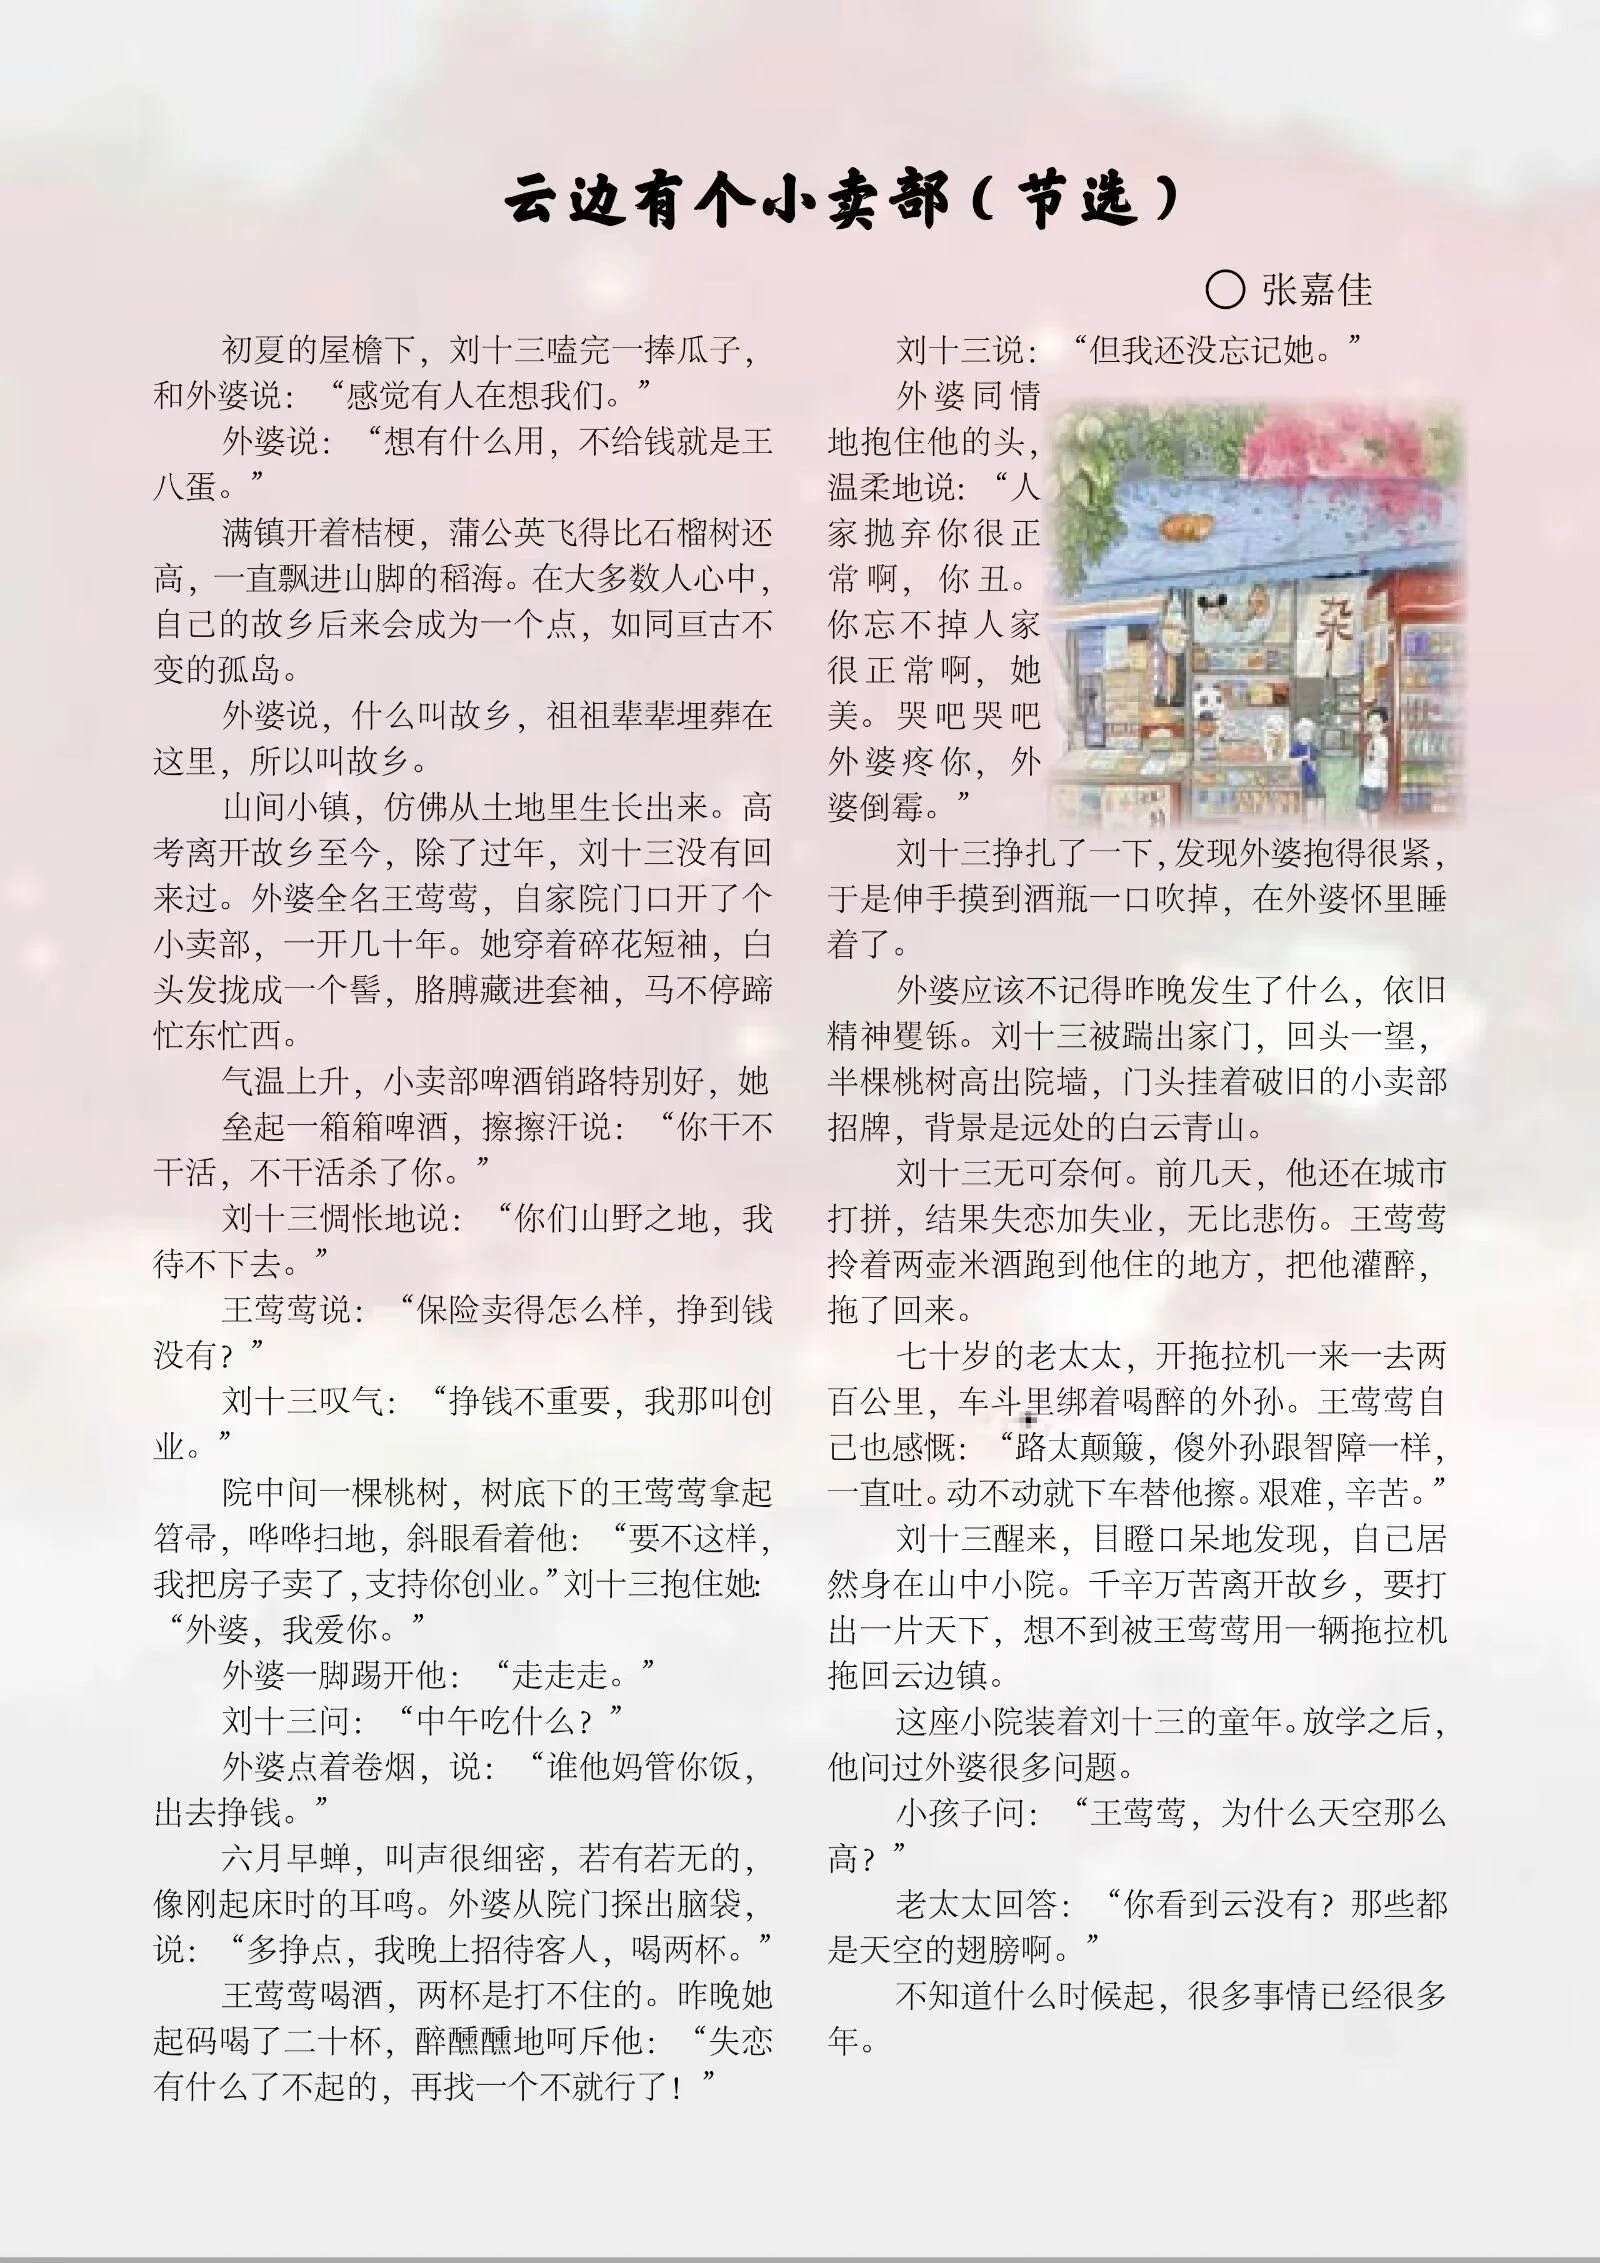 云边有个小卖部（节选）
○ 张嘉佳
初夏的屋檐下，刘十三嗑完一捧瓜子，
和外婆说：“感觉有人在想我们。”
外婆说：“想有什么用，不给钱就是王
八蛋。”
满镇开着桔梗，蒲公英飞得比石榴树还
高，一直飘进山脚的稻海。在大多数人心中，
自己的故乡后来会成为一个点，如同亘古不
变的孤岛。
外婆说，什么叫故乡，祖祖辈辈埋葬在
这里，所以叫故乡。
山间小镇，仿佛从土地里生长出来。高
考离开故乡至今，除了过年，刘十三没有回
来过。外婆全名王莺莺，自家院门口开了个
小卖部，一开几十年。她穿着碎花短袖，白
头发拢成一个髻，胳膊藏进套袖，马不停蹄
忙东忙西。
气温上升，小卖部啤酒销路特别好，她
垒起一箱箱啤酒，擦擦汗说：“你干不
干活，不干活杀了你。”
刘十三惆怅地说：“你们山野之地，我
待不下去。”
王莺莺说：“保险卖得怎么样，挣到钱
没有？”
刘十三叹气：“挣钱不重要，我那叫创
业。”
院中间一棵桃树，树底下的王莺莺拿起
笤帚，哗哗扫地，斜眼看着他：“要不这样，
我把房子卖了，支持你创业。”刘十三抱住她：
“外婆，我爱你。”
外婆一脚踢开他：“走走走。”
刘十三问：“中午吃什么？”
外婆点着卷烟，说：“谁他妈管你饭，
出去挣钱。”
六月早蝉，叫声很细密，若有若无的，
像刚起床时的耳鸣。外婆从院门探出脑袋，
说：“多挣点，我晚上招待客人，喝两杯。”
王莺莺喝酒，两杯是打不住的。昨晚她
起码喝了二十杯，醉醺醺地呵斥他：“失恋
有什么了不起的，再找一个不就行了！”
刘十三说：“但我还没忘记她。”
外婆同情
地抱住他的头，
温柔地说：“人
家抛弃你很正
常啊，你丑。
你忘不掉人家
很正常啊，她
美。哭吧哭吧
外婆疼你，外
婆倒霉。”
杂
刘十三挣扎了一下，发现外婆抱得很紧，
于是伸手摸到酒瓶一口吹掉，在外婆怀里睡
着了。
外婆应该不记得昨晚发生了什么，依旧
精神矍铄。刘十三被踹出家门，回头一望，
半棵桃树高出院墙，门头挂着破旧的小卖部
招牌，背景是远处的白云青山。
刘十三无可奈何。前几天，他还在城市
打拼，结果失恋加失业，无比悲伤。王莺莺
拎着两壶米酒跑到他住的地方，把他灌醉，
拖了回来。
七十岁的老太太，开拖拉机一来一去两
百公里，车斗里绑着喝醉的外孙。王莺莺自
己也感慨：“路太颠簸，傻外孙跟智障一样，
一直吐。动不动就下车替他擦。艰难，辛苦。”
刘十三醒来，目瞪口呆地发现，自己居
然身在山中小院。千辛万苦离开故乡，要打
出一片天下，想不到被王莺莺用一辆拖拉机
拖回云边镇。
这座小院装着刘十三的童年。放学之后，
他问过外婆很多问题。
小孩子问：“王莺莺，为什么天空那么
高？”
老太太回答：“你看到云没有？那些都
是天空的翅膀啊。”
不知道什么时候起，很多事情已经很多
年。